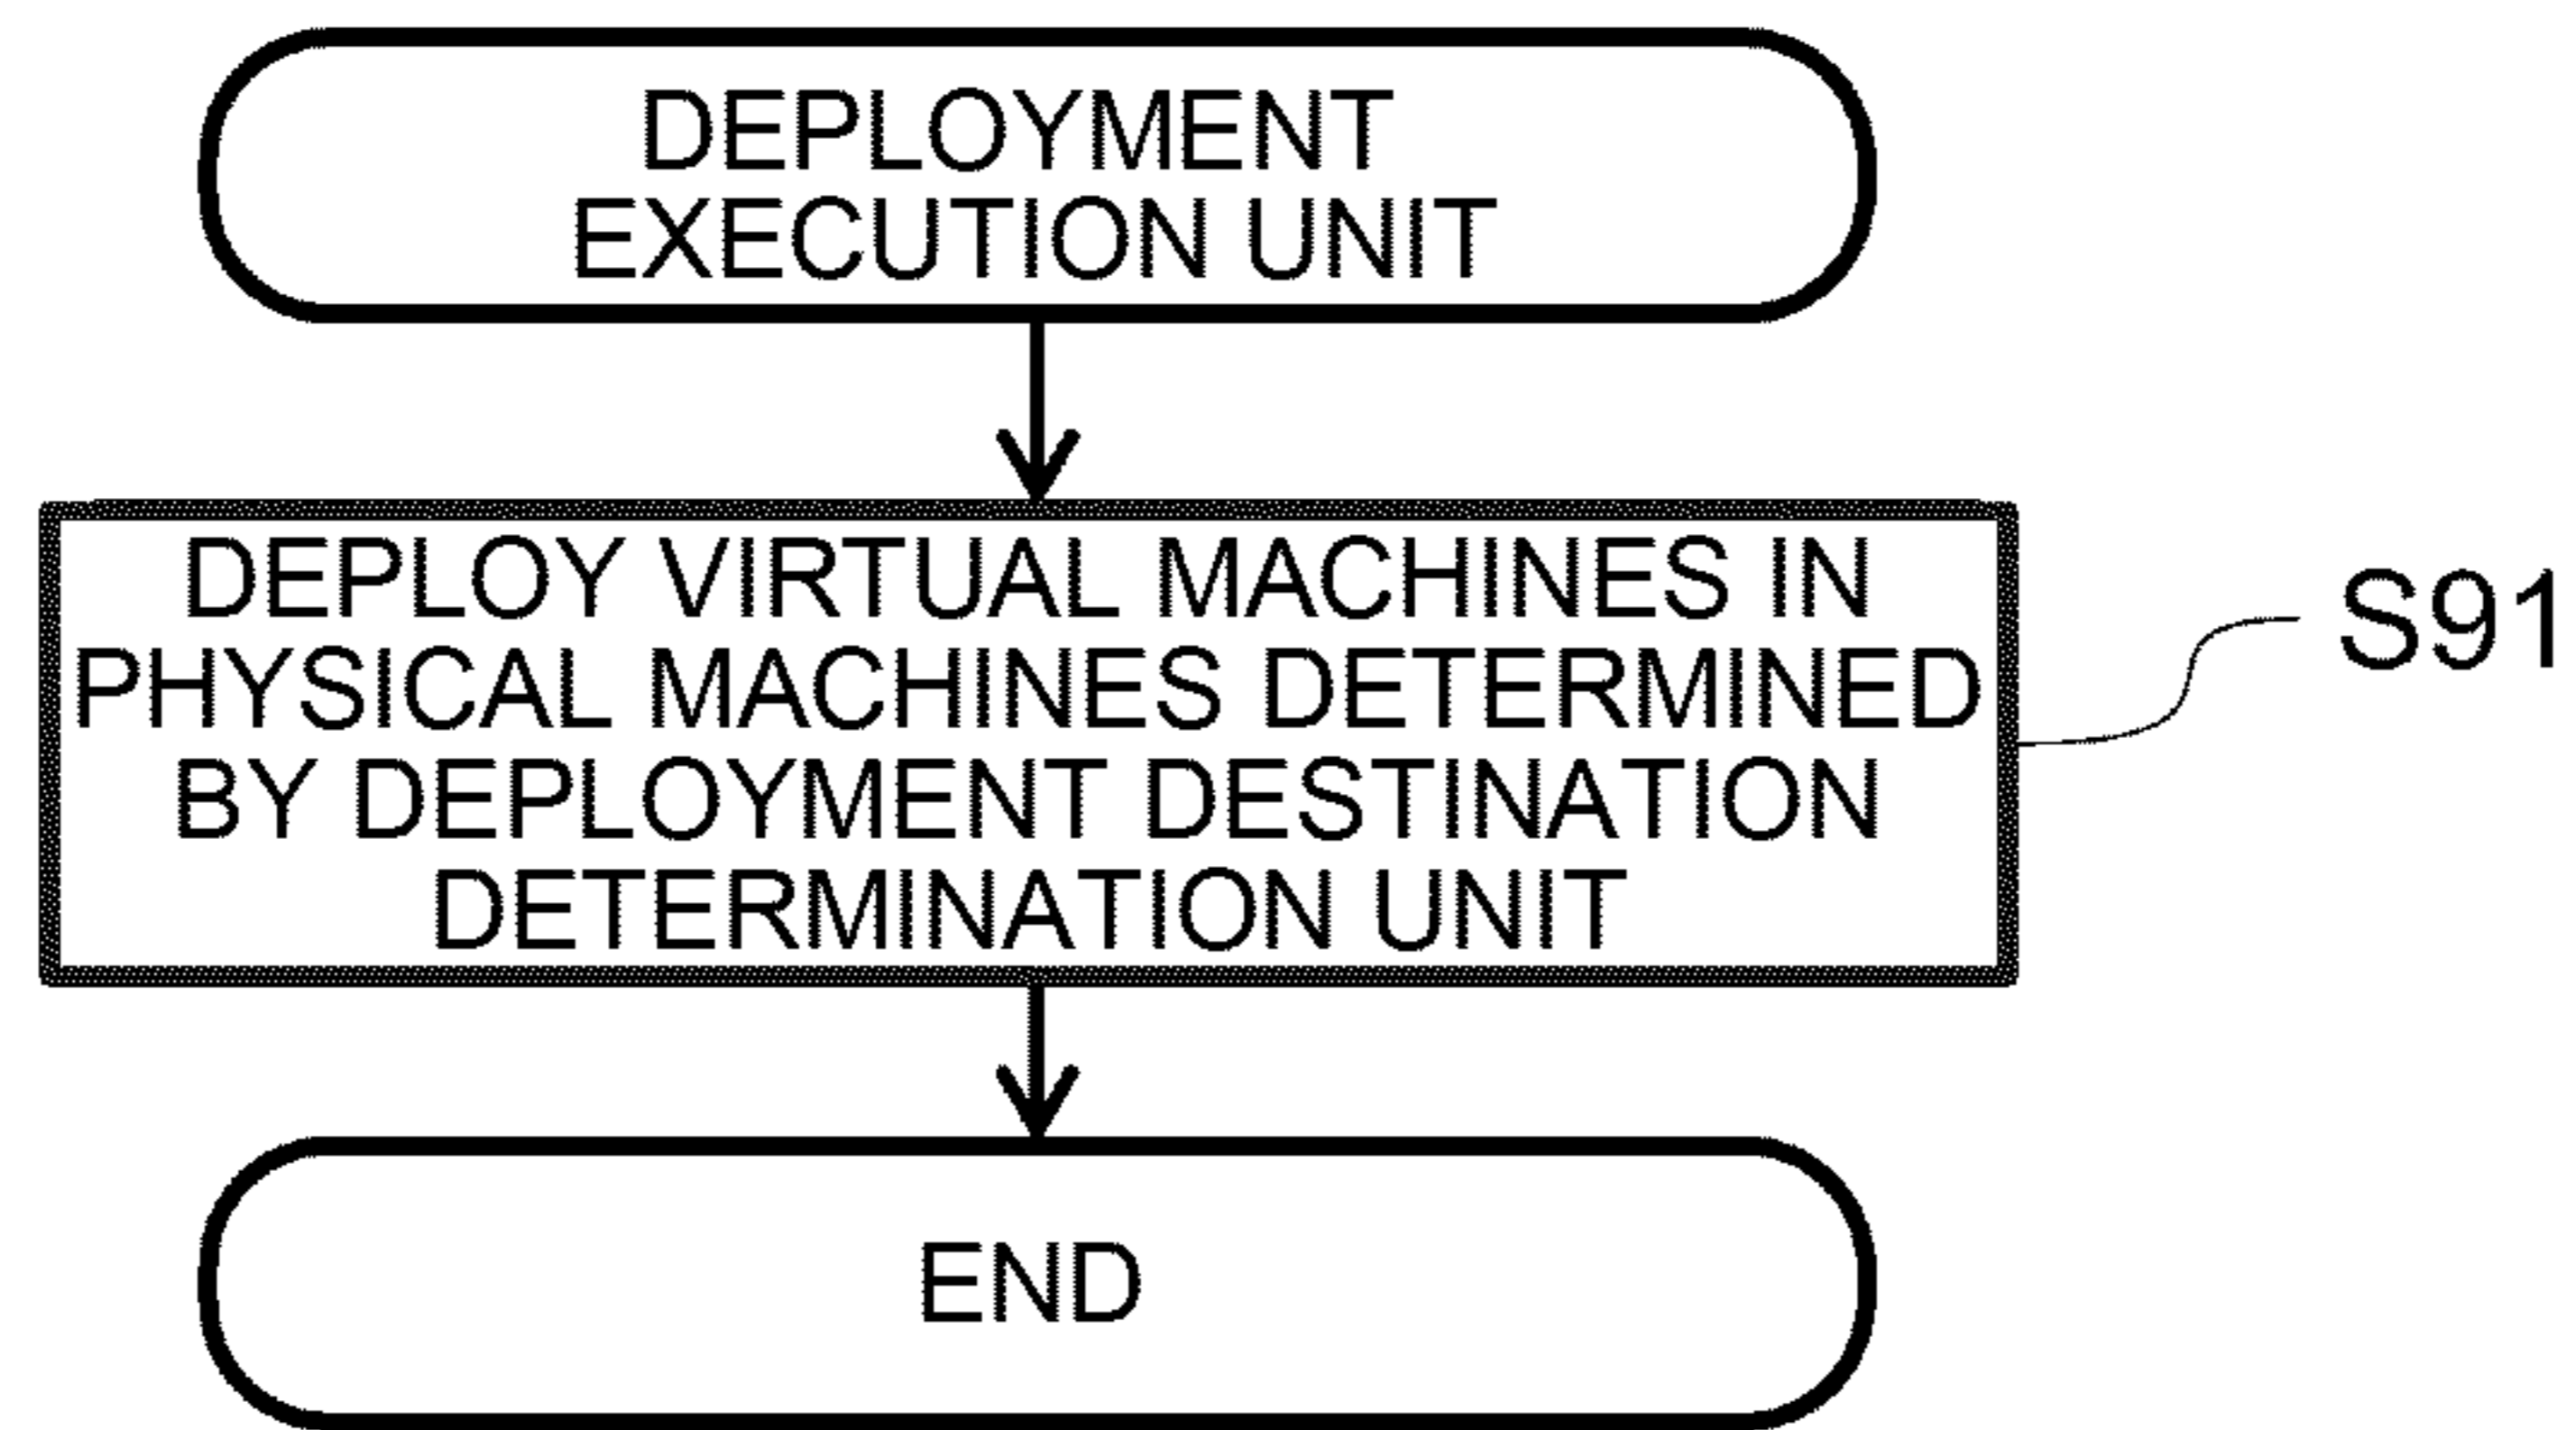 DEPLOYMENT
EXECUTION UNIT
DEPLOY VIRTUAL MACHINES IN
PHYSICAL MACHINES DETERMINED
BY DEPLOYMENT DESTINATION
DETERMINATION UNIT
S91
END